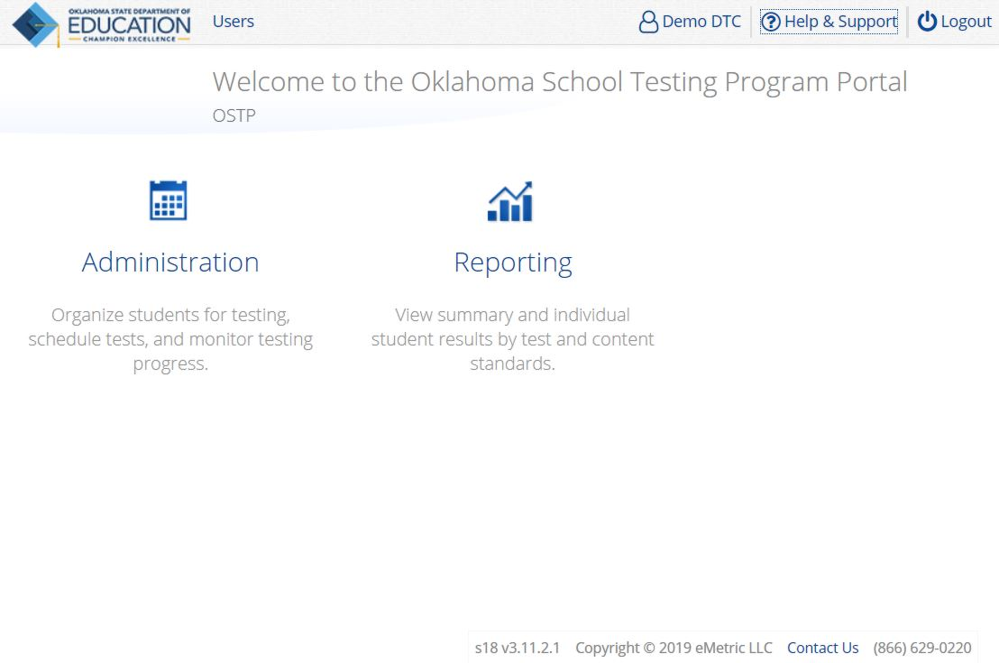 OKLAHOMA STATE DEPARTMENT OF
EDUCATION
CHAMPION EXCELLENCE
Users
Demo DTC
Help & Support
Logout
Welcome to the Oklahoma School Testing Program Portal
OSTP
Administration
Organize students for testing,
schedule tests, and monitor testing
progress.
Reporting
View summary and individual
student results by test and content
standards.
s18 v3.11.2.1 Copyright © 2019 eMetric LLC Contact Us (866) 629-0220